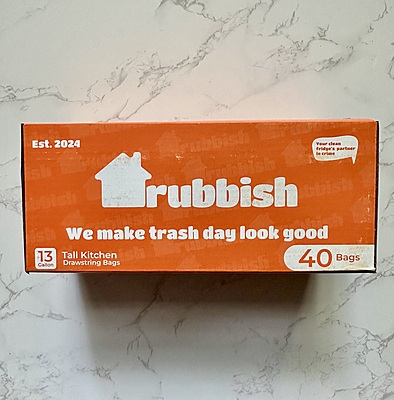 Est. 2024
Your clean
fridge's partner
in crime
rubbish
We make trash day look good
13
Gallon
Tall Kitchen
Drawstring Bags
40 Bags